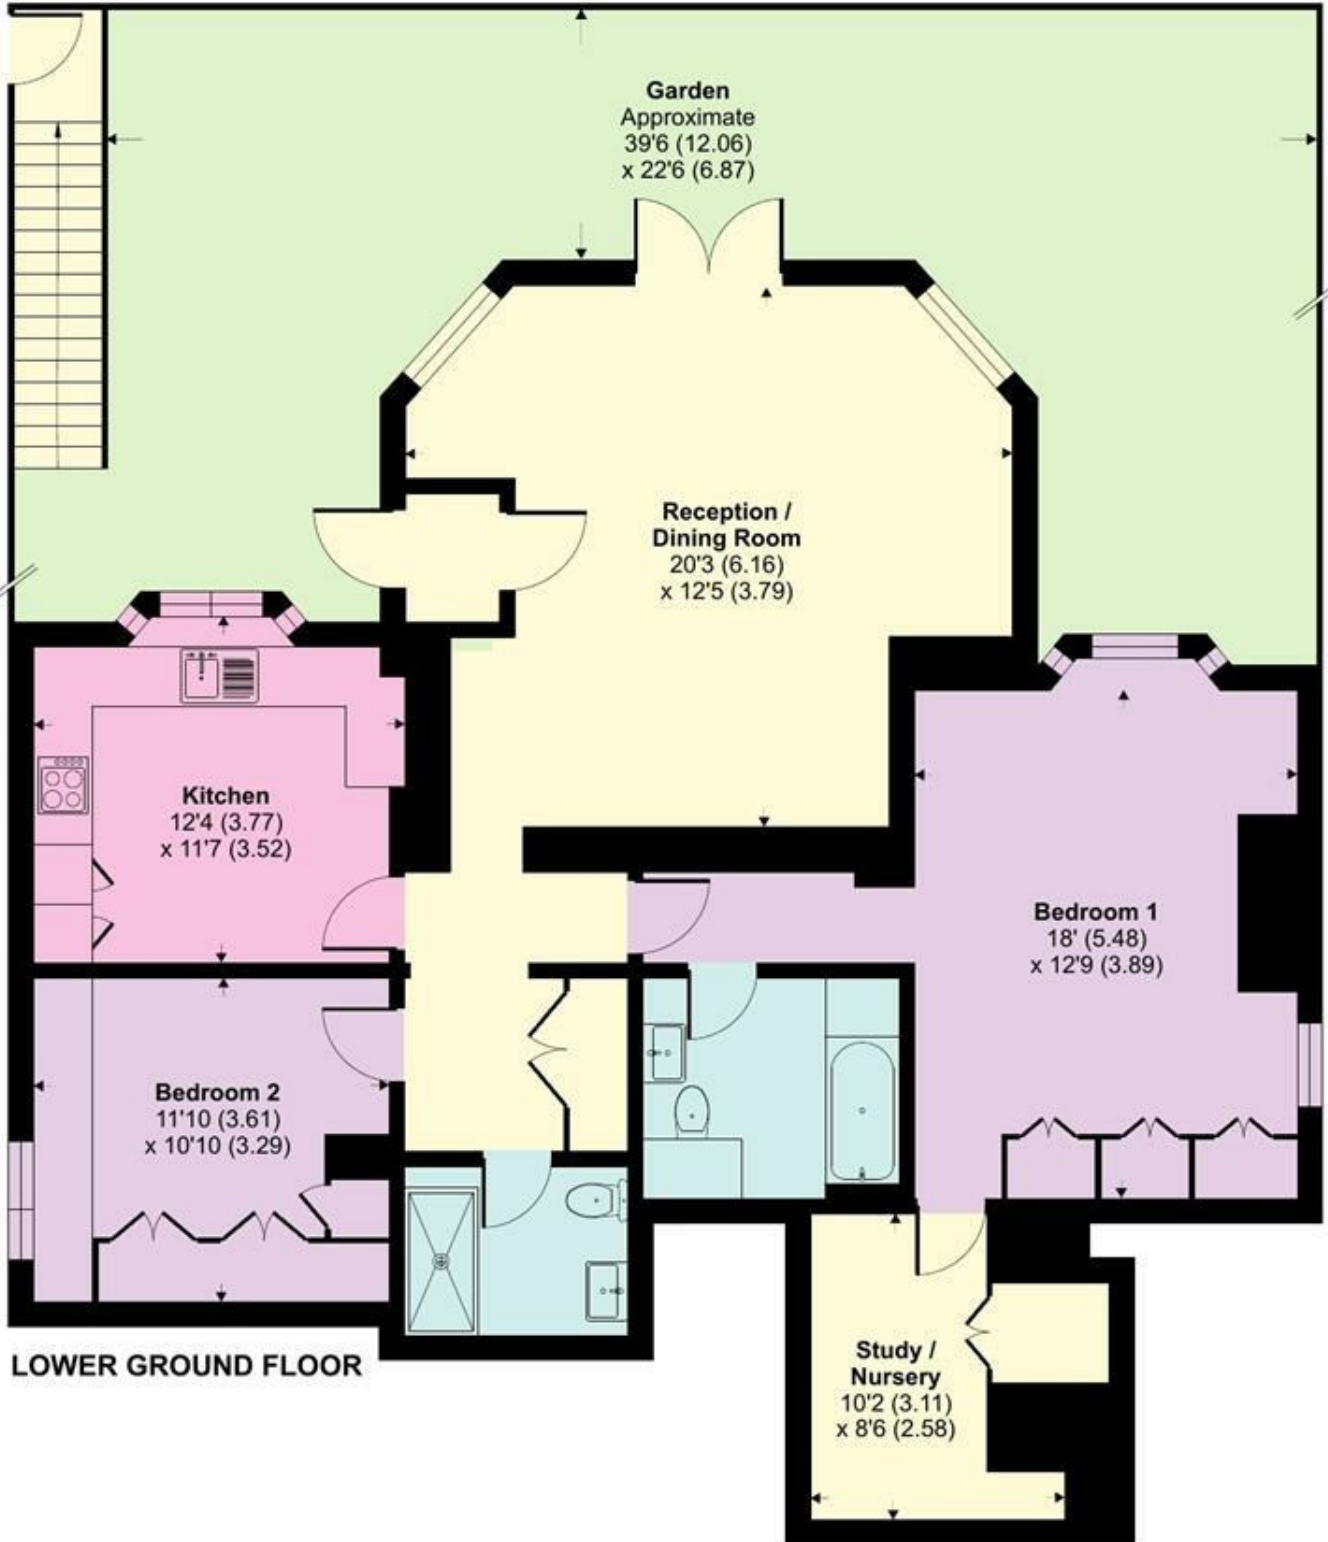 Garden
Approximate
39'6 (12.06)
x 22'6 (6.87)
Reception /
Dining Room
20'3 (6.16)
x 12'5 (3.79)
Kitchen
12'4 (3.77)
x 11'7 (3.52)
Bedroom 1
18' (5.48)
x 12'9 (3.89)
Bedroom 2
11'10 (3.61)
x 10'10 (3.29)
Study /
Nursery
10'2 (3.11)
x 8'6 (2.58)
LOWER GROUND FLOOR